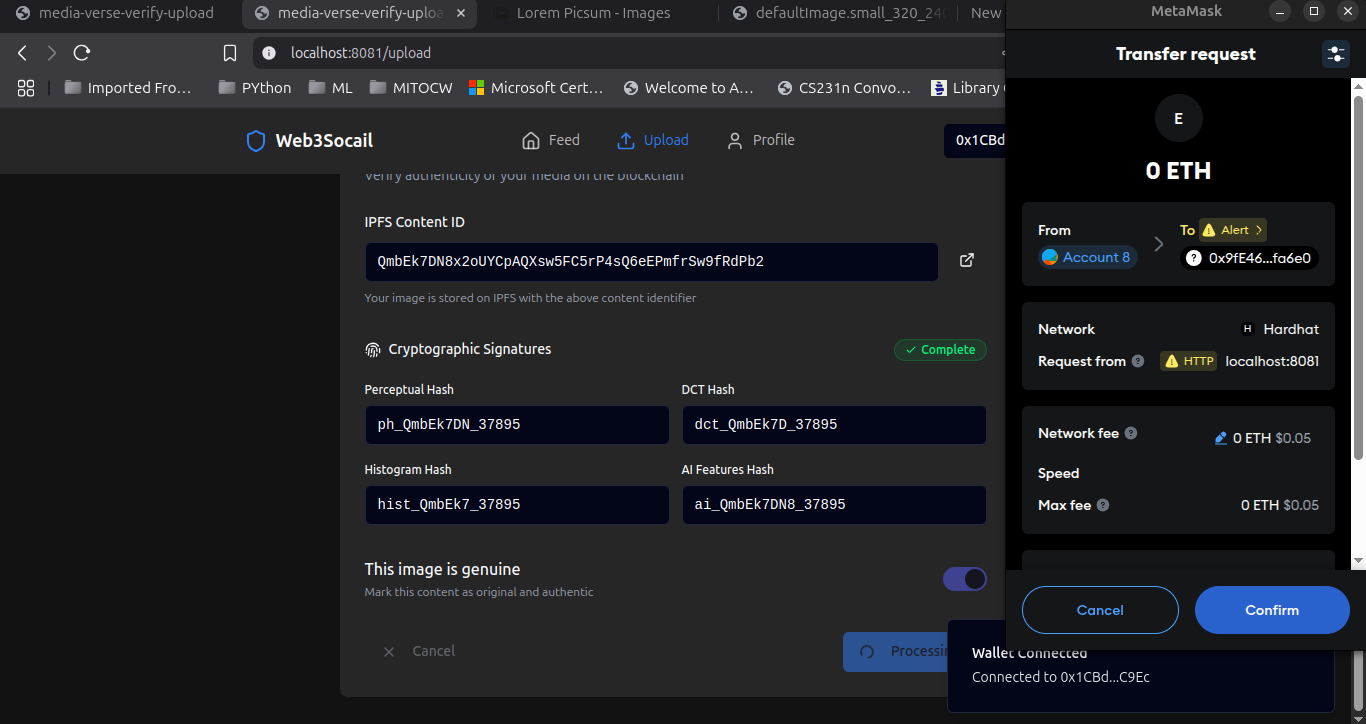 media-verse-verify-upload
media-verse-verify-uploa
Lorem Picsum - Images
defaultImage.small_320_240
New
MetaMask
localhost:8081/upload
Transfer request
Imported Fro...
PYthon
ML
MITOCW
Microsoft Cert...
Welcome to A...
CS231n Convo...
Library
E
0 ETH
Web3Socail
Feed
Upload
Profile
0x1CBd
Verify authenticity of your media on the blockchain
IPFS Content ID
QmbEk7DN8x2oUYCpAQXsw5FC5rP4sQ6eEPmfrSw9fRdPb2
Your image is stored on IPFS with the above content identifier
Cryptographic Signatures
Complete
Perceptual Hash
DCT Hash
ph_QmbEk7DN_37895
dct_QmbEk7D_37895
Histogram Hash
AI Features Hash
hist_QmbEk7_37895
ai_QmbEk7DN8_37895
This image is genuine
Mark this content as original and authentic
Cancel
Processin
From
To
Alert
Account 8
0x9fE46...fa6e0
Network
H Hardhat
Request from
HTTP
localhost:8081
Network fee
0 ETH $0.05
Speed
Max fee
0 ETH $0.05
Cancel
Confirm
Wallet Connected
Connected to 0x1CBd...C9Ec